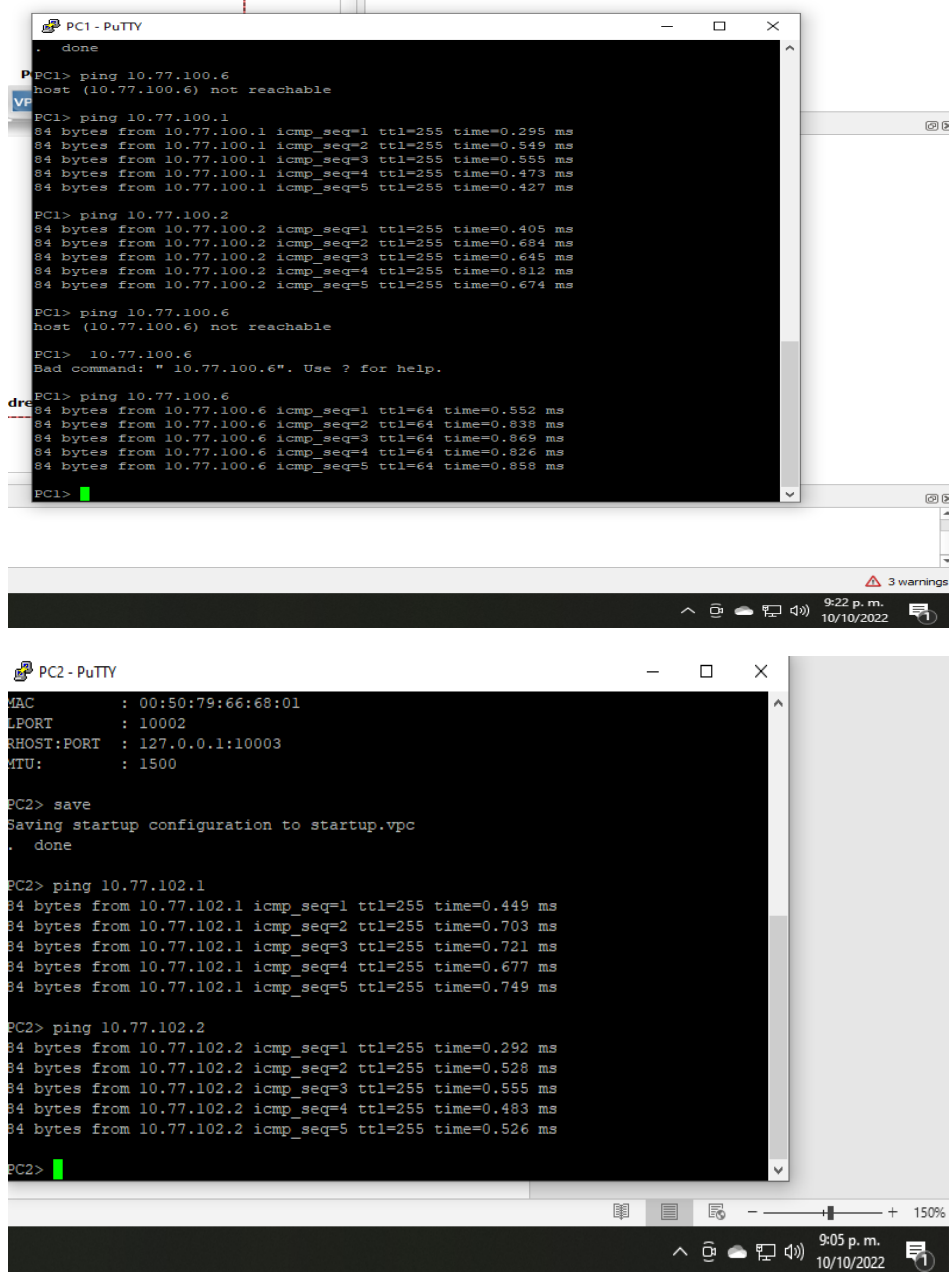 PC1 - PuTTY
. done
PC1> ping 10.77.100.6
host (10.77.100.6) not reachable
VP
PC1> ping 10.77.100.1
84 bytes from 10.77.100.1 icmp_seq=1 ttl=255 time=0.295 ms
84 bytes from 10.77.100.1 icmp_seq=2 ttl=255 time=0.549 ms
84 bytes from 10.77.100.1 icmp_seq=3 ttl=255 time=0.555 ms
84 bytes from 10.77.100.1 icmp_seq=4 ttl=255 time=0.473 ms
84 bytes from 10.77.100.1 icmp_seq=5 ttl=255 time=0.427 ms
PC1> ping 10.77.100.2
84 bytes from 10.77.100.2 icmp_seq=1 ttl=255 time=0.405 ms
84 bytes from 10.77.100.2 icmp_seq=2 ttl=255 time=0.684 ms
84 bytes from 10.77.100.2 icmp_seq=3 ttl=255 time=0.645 ms
84 bytes from 10.77.100.2 icmp_seq=4 ttl=255 time=0.812 ms
84 bytes from 10.77.100.2 icmp_seq=5 ttl=255 time=0.674 ms
PC1> ping 10.77.100.6
host (10.77.100.6) not reachable
PC1>  10.77.100.6
Bad command: " 10.77.100.6". Use ? for help.
PC1> ping 10.77.100.6
dre
84 bytes from 10.77.100.6 icmp_seq=1 ttl=64 time=0.552 ms
84 bytes from 10.77.100.6 icmp_seq=2 ttl=64 time=0.838 ms
84 bytes from 10.77.100.6 icmp_seq=3 ttl=64 time=0.869 ms
84 bytes from 10.77.100.6 icmp_seq=4 ttl=64 time=0.826 ms
84 bytes from 10.77.100.6 icmp_seq=5 ttl=64 time=0.858 ms
PC1>
3 warnings
9:22 p. m.
10/10/2022
1
PC2 - PuTTY
MAC : 00:50:79:66:68:01
LPORT : 10002
RHOST:PORT : 127.0.0.1:10003
MTU: : 1500
PC2> save
Saving startup configuration to startup.vpc
. done
PC2> ping 10.77.102.1
84 bytes from 10.77.102.1 icmp_seq=1 ttl=255 time=0.449 ms
84 bytes from 10.77.102.1 icmp_seq=2 ttl=255 time=0.703 ms
84 bytes from 10.77.102.1 icmp_seq=3 ttl=255 time=0.721 ms
84 bytes from 10.77.102.1 icmp_seq=4 ttl=255 time=0.677 ms
84 bytes from 10.77.102.1 icmp_seq=5 ttl=255 time=0.749 ms
PC2> ping 10.77.102.2
84 bytes from 10.77.102.2 icmp_seq=1 ttl=255 time=0.292 ms
84 bytes from 10.77.102.2 icmp_seq=2 ttl=255 time=0.528 ms
84 bytes from 10.77.102.2 icmp_seq=3 ttl=255 time=0.555 ms
84 bytes from 10.77.102.2 icmp_seq=4 ttl=255 time=0.483 ms
84 bytes from 10.77.102.2 icmp_seq=5 ttl=255 time=0.526 ms
PC2>
150%
9:05 p. m.
10/10/2022
1